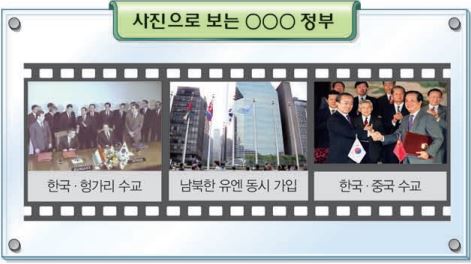 사진으로 보는 ○○○ 정부
한국·헝가리 수교
남북한 유엔 동시 가입
한국·중국 수교